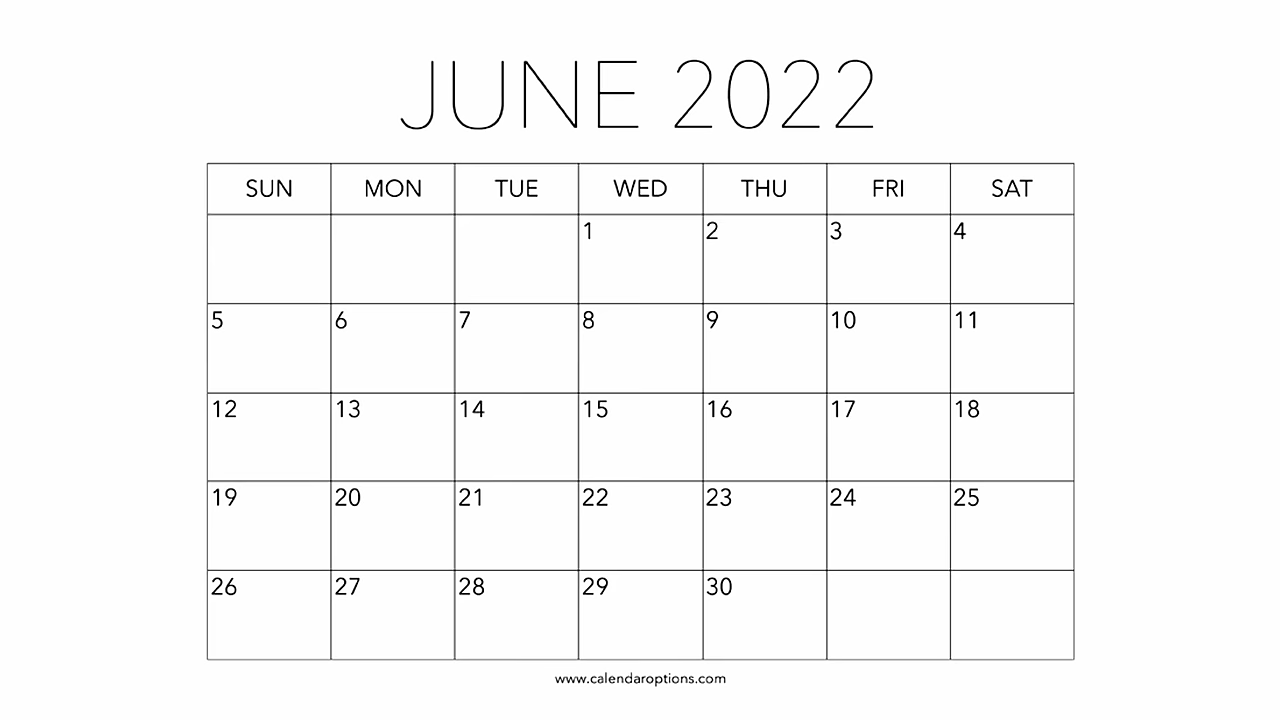 JUNE 2022
SUN MON TUE WED THU FRI SAT
1 2 3 4
5 6 7 8 9 10 11
12 13 14 15 16 17 18
19 20 21 22 23 24 25
26 27 28 29 30
www.calendaroptions.com